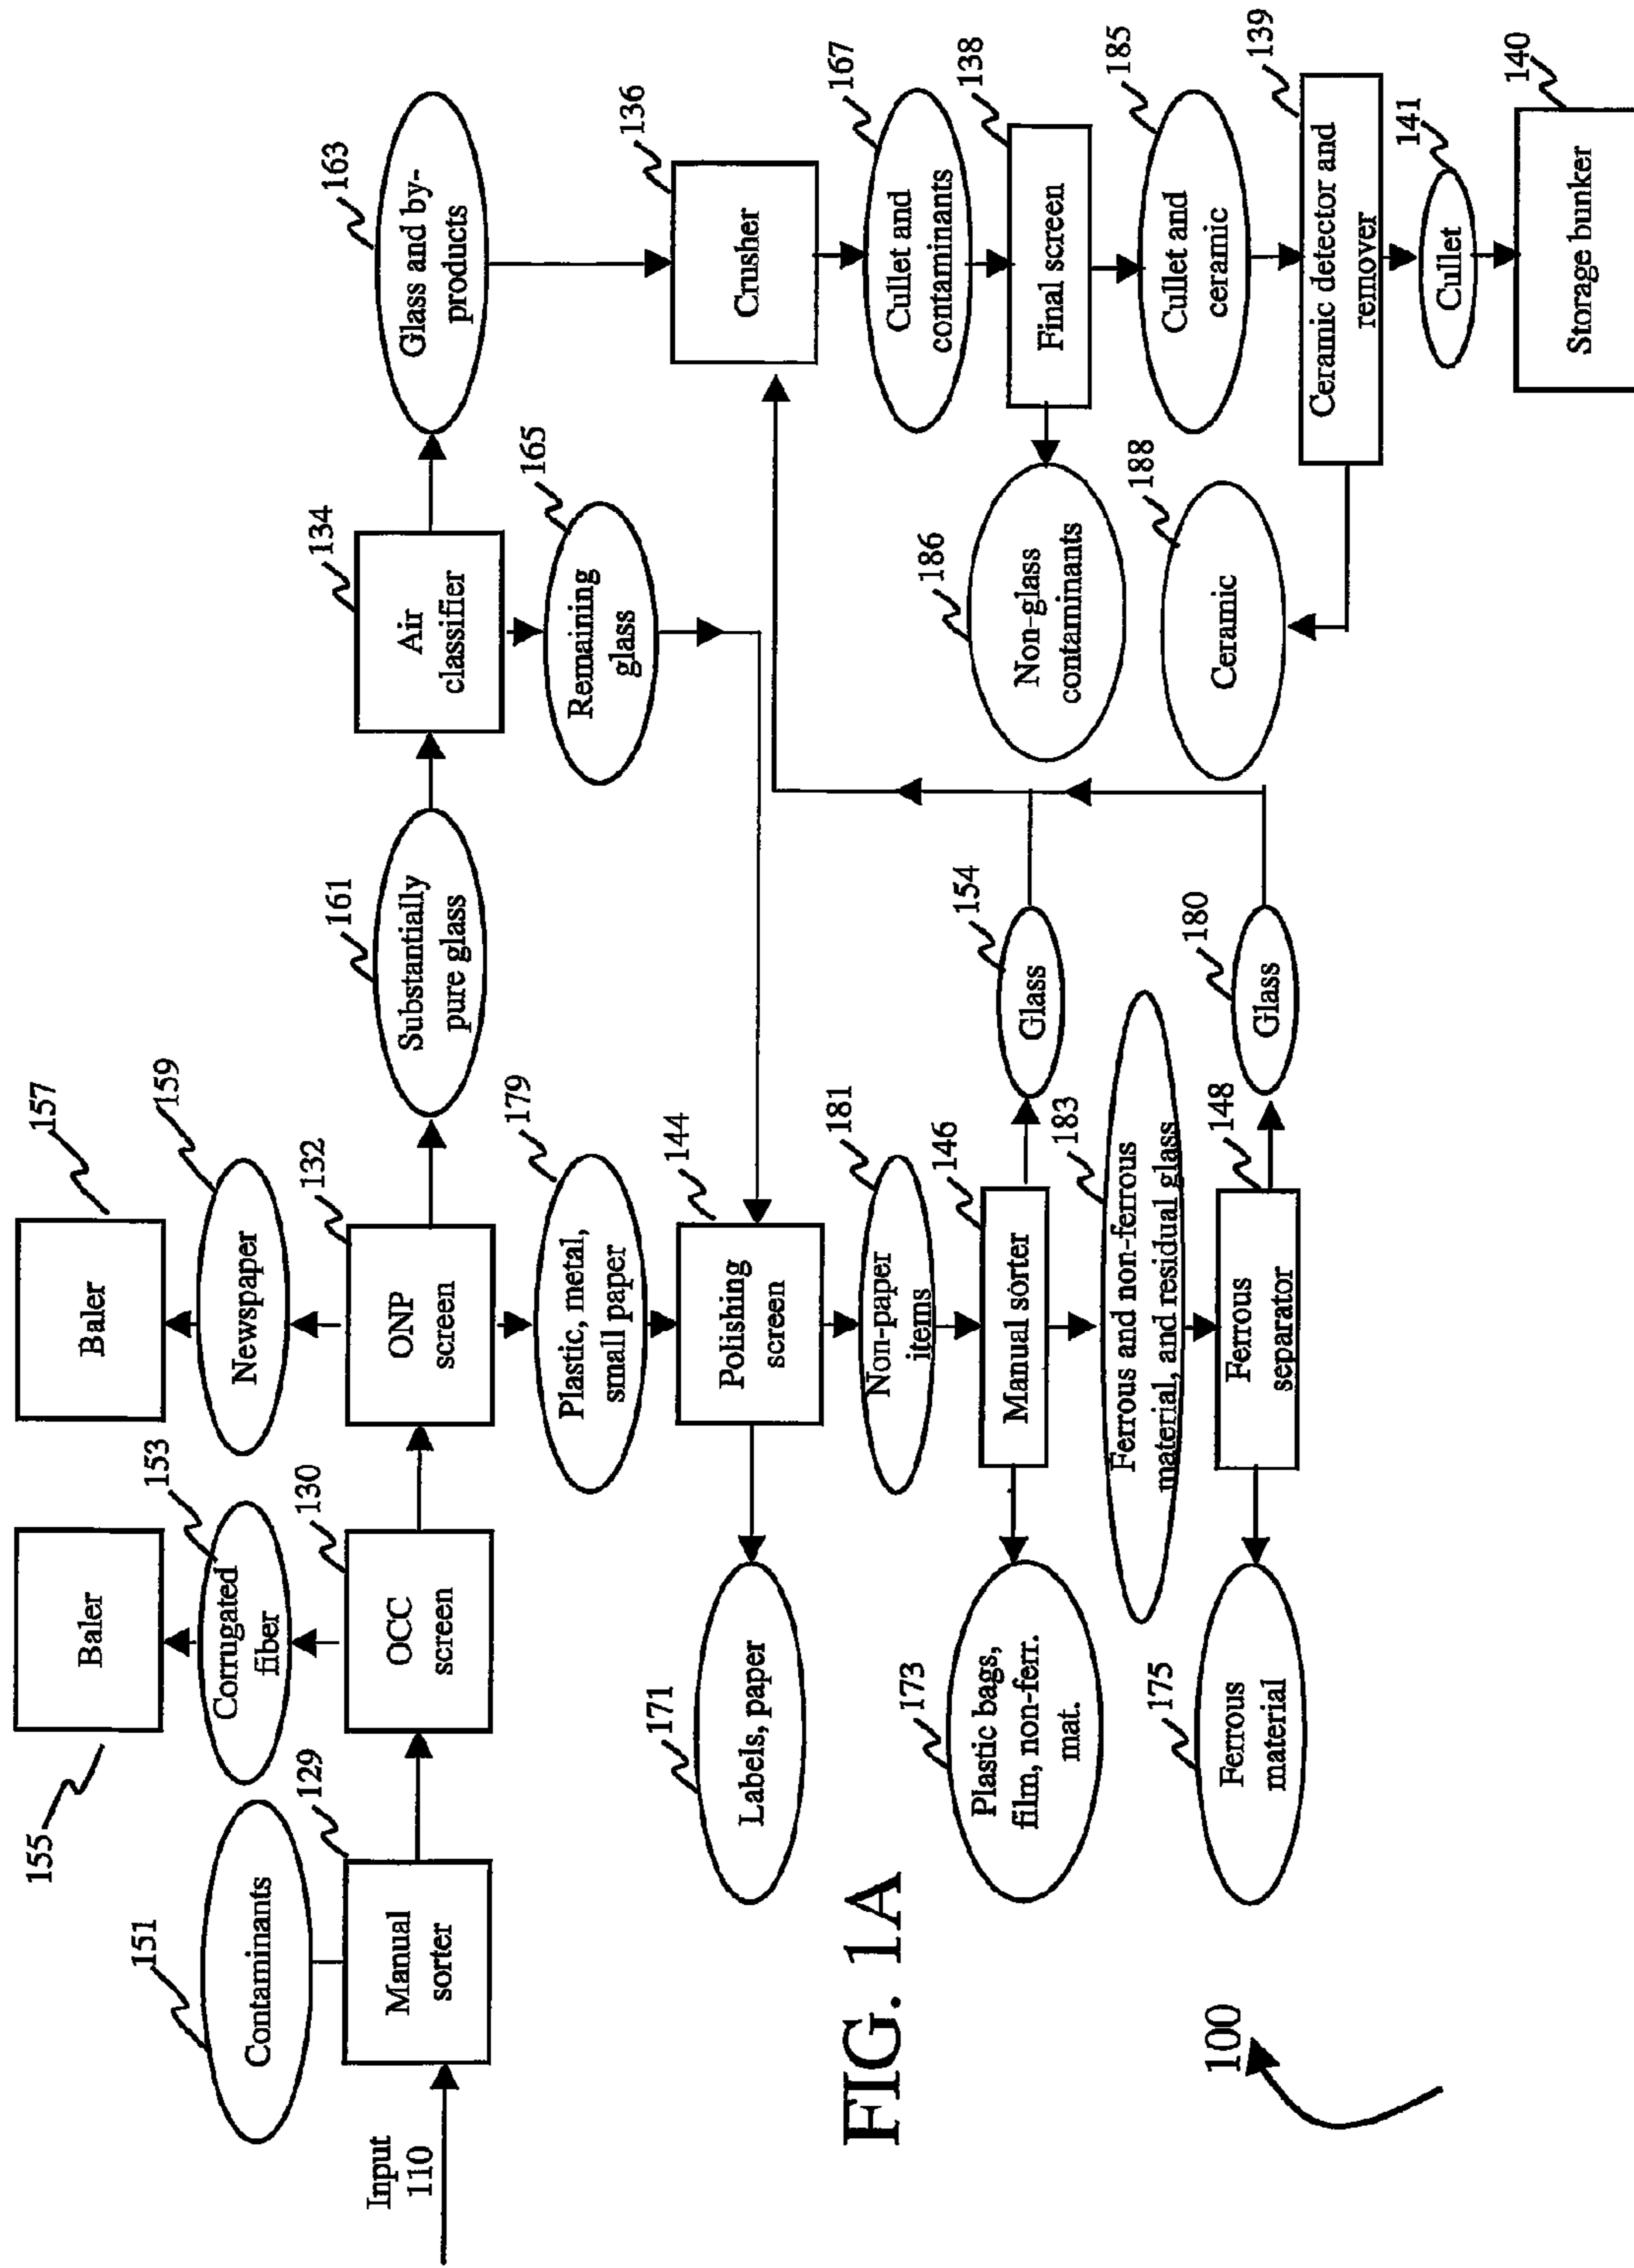 155
Baler
Baler
157
151
Contaminants
153
Corrugated
fiber
Newspaper
159
Input
110
129
Manual
sorter
130
OCC
screen
132
ONP
screen
161
Substantially
pure glass
134
Air
classifier
163
Glass and by-
products
179
Plastic, metal,
small paper
165
Remaining
glass
171
Labels, paper
144
Polishing
screen
136
Crusher
181
Non-paper
items
167
Cullet and
contaminants
173
Plastic bags,
film, non-ferr.
mat.
146
Manual sorter
154
Glass
186
Non-glass
contaminants
138
Final screen
183
Ferrous and non-ferrous
material, and residual glass
185
Cullet and
ceramic
175
Ferrous
material
148
Ferrous
separator
180
Glass
188
Ceramic
139
Ceramic detector and
remover
141
Cullet
140
Storage bunker
FIG. 1A
100